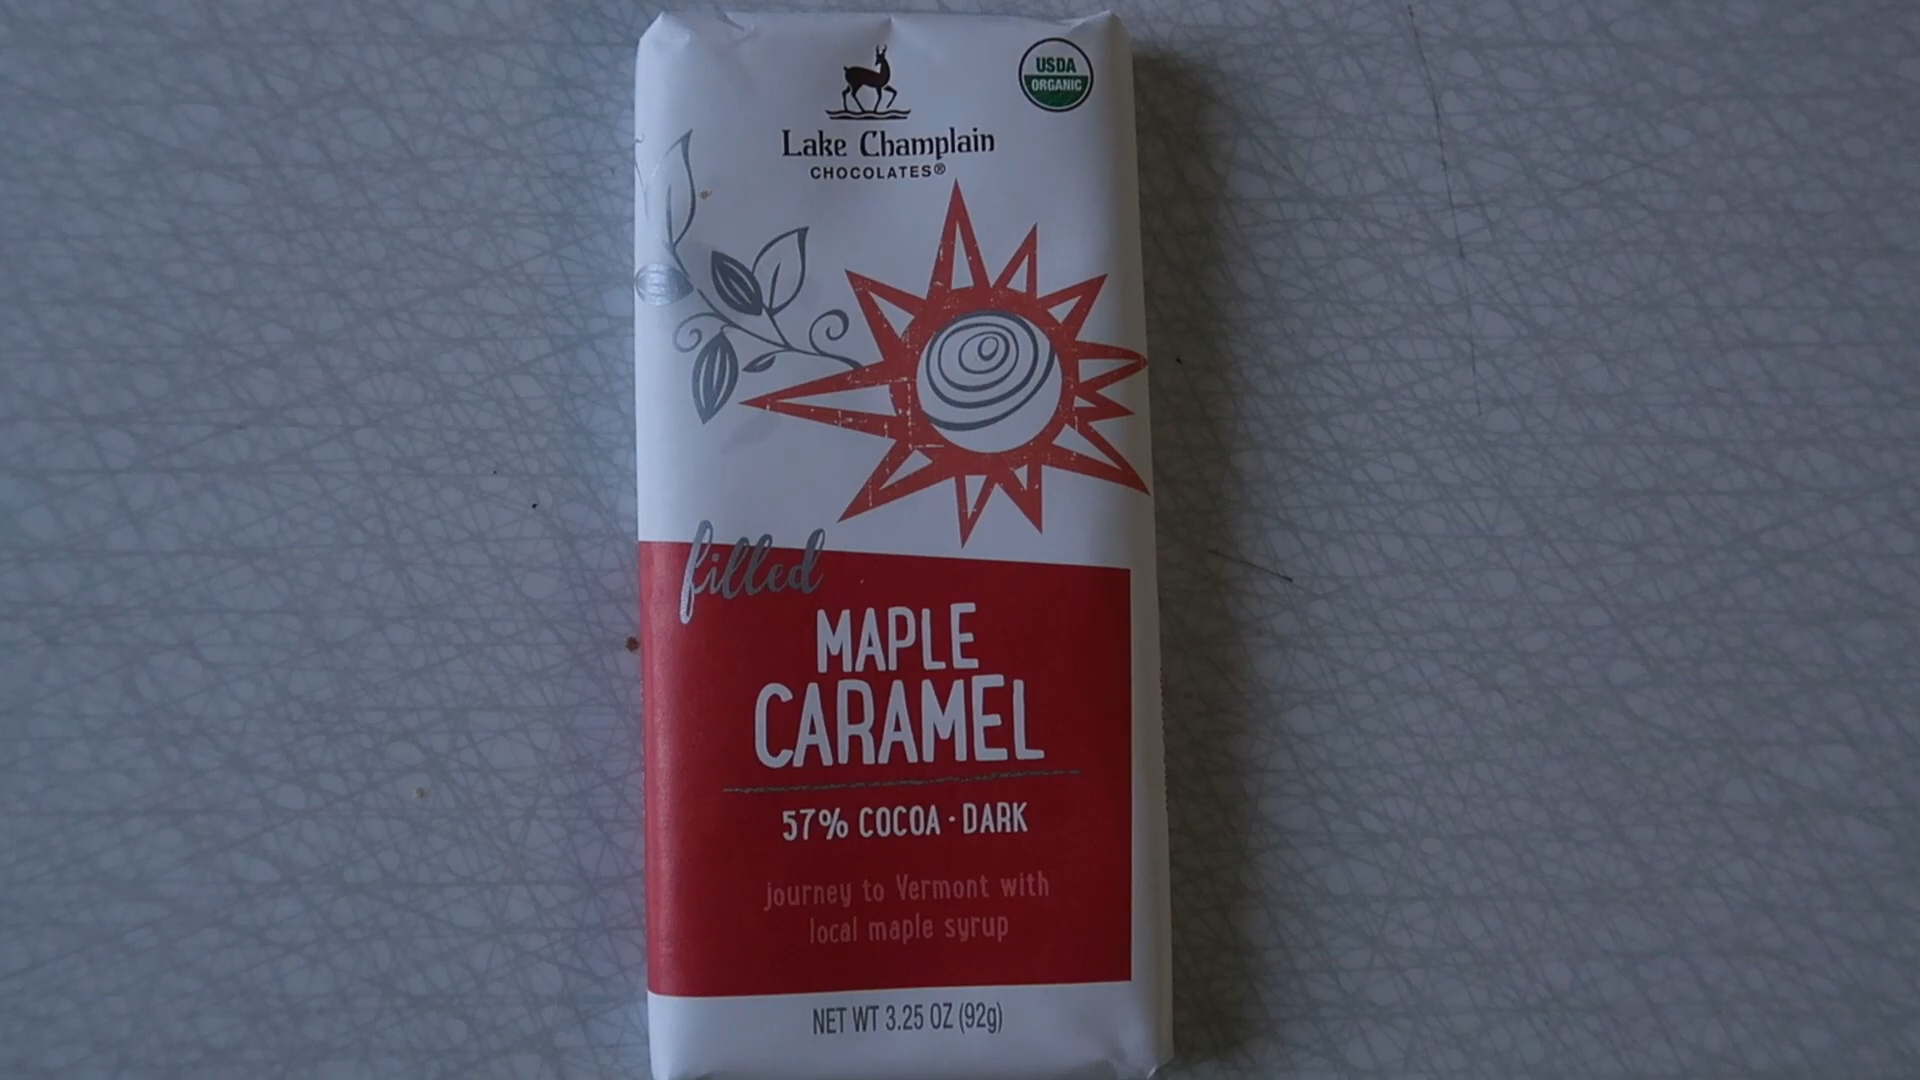 USDA
ORGANIC
Lake Champlain
CHOCOLATES®
filled
MAPLE
CARAMEL
57% COCOA · DARK
journey to Vermont with
local maple syrup
NET WT 3.25 OZ (92g)